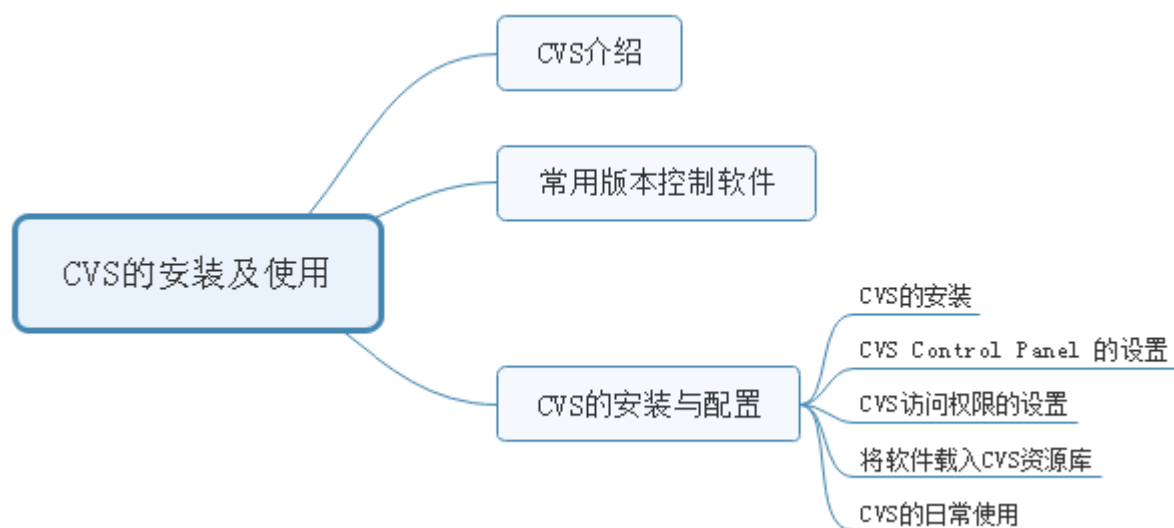 CVS介绍
常用版本控制软件
CVS的安装及使用
CVS的安装与配置
CVS的安装
CVS Control Panel 的设置
CVS访问权限的设置
将软件载入CVS资源库
CVS的日常使用